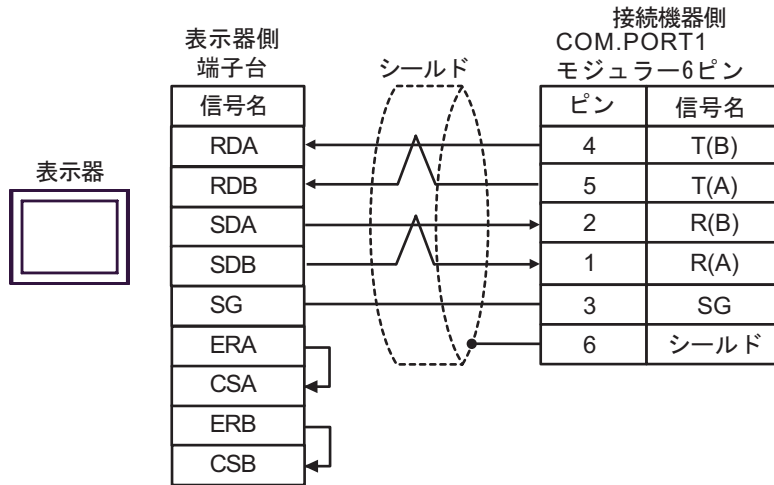 表示器
表示器側
端子台
シールド
接続機器側
COM.PORT1
モジュラー6ピン
信号名 ピン 信号名
RDA 4 T(B)
RDB 5 T(A)
SDA 2 R(B)
SDB 1 R(A)
SG 3 SG
ERA 6 シールド
CSA
ERB
CSB